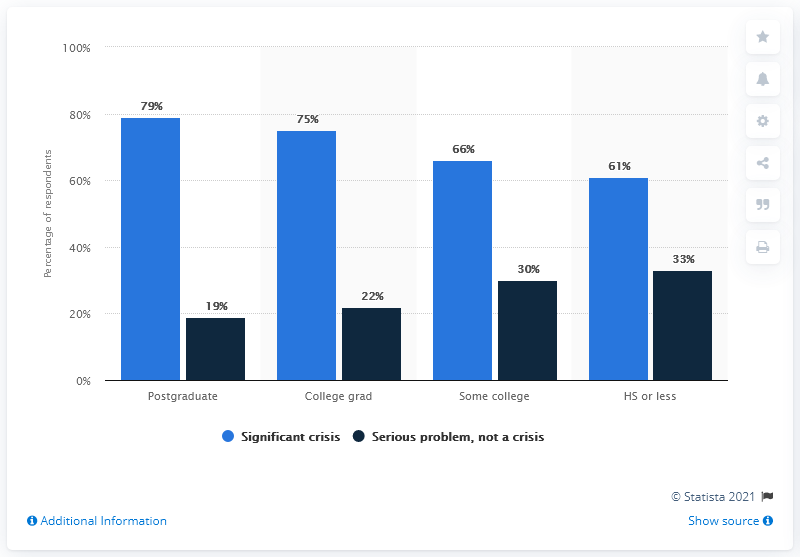 100%
80%
60%
40%
20%
0%
Percentage of respondents
79%
19%
75%
22%
66%
30%
61%
33%
Postgraduate
College grad
Some college
HS or less
Significant crisis
Serious problem, not a crisis
© Statista 2021
Additional Information
Show source